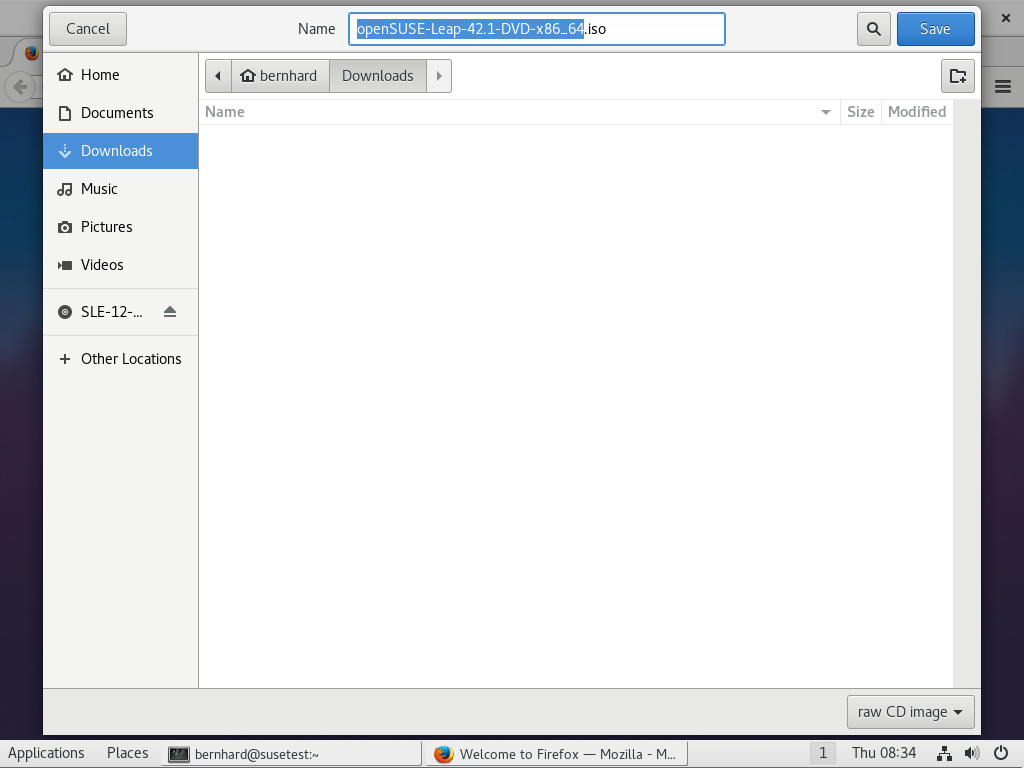 Cancel Name openSUSE-Leap-42.1-DVD-x86_64.iso Save
Home
Documents
Downloads
Music
Pictures
Videos
SLE-12-...
Other Locations
bernhard Downloads
Name Size Modified
raw CD image
Applications Places bernhard@susetest:~ Welcome to Firefox — Mozilla - M... 1 Thu 08:34